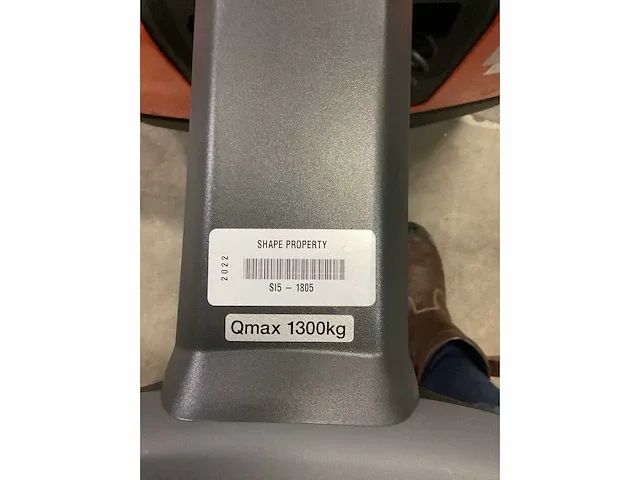 SHAPE PROPERTY
2022
SI5 - 1805
Qmax 1300kg